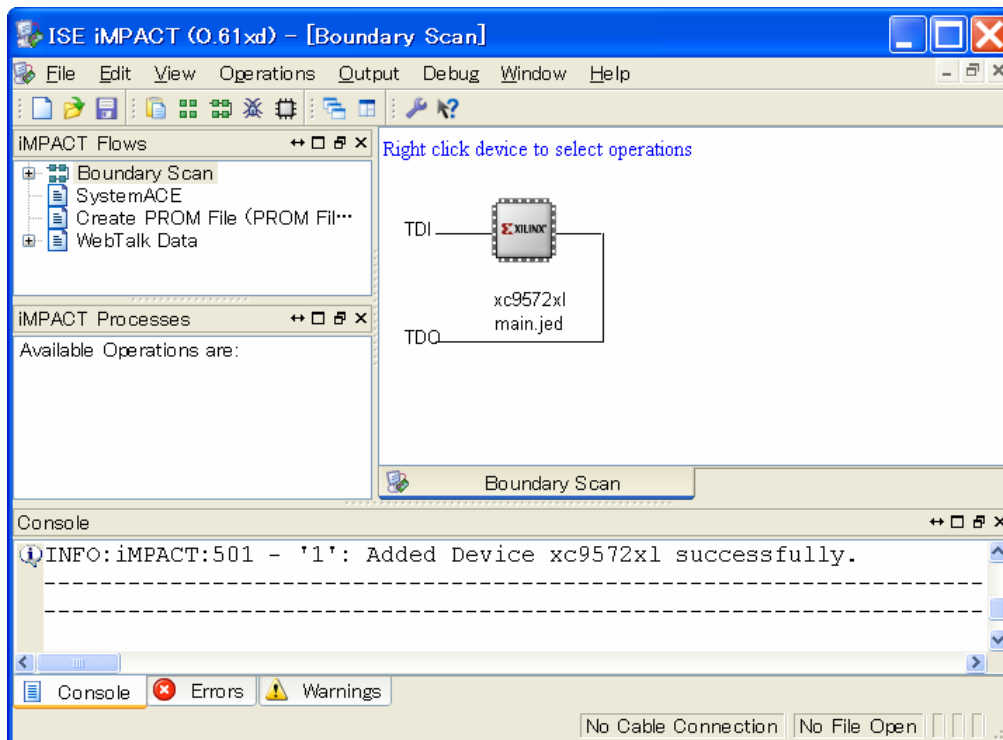 ISE iMPACT (O.61xd) - [Boundary Scan]
File Edit View Operations Output Debug Window Help
iMPACT Flows
Boundary Scan
SystemACE
Create PROM File (PROM Fil…
WebTalk Data
iMPACT Processes
Available Operations are:
Right click device to select operations
TDI
XILINX
xc9572xl
main.jed
TDO
Boundary Scan
Console
INFO:iMPACT:501 - '1': Added Device xc9572xl successfully.
----------------------------------------------------------------------
----------------------------------------------------------------------
Console Errors Warnings
No Cable Connection No File Open